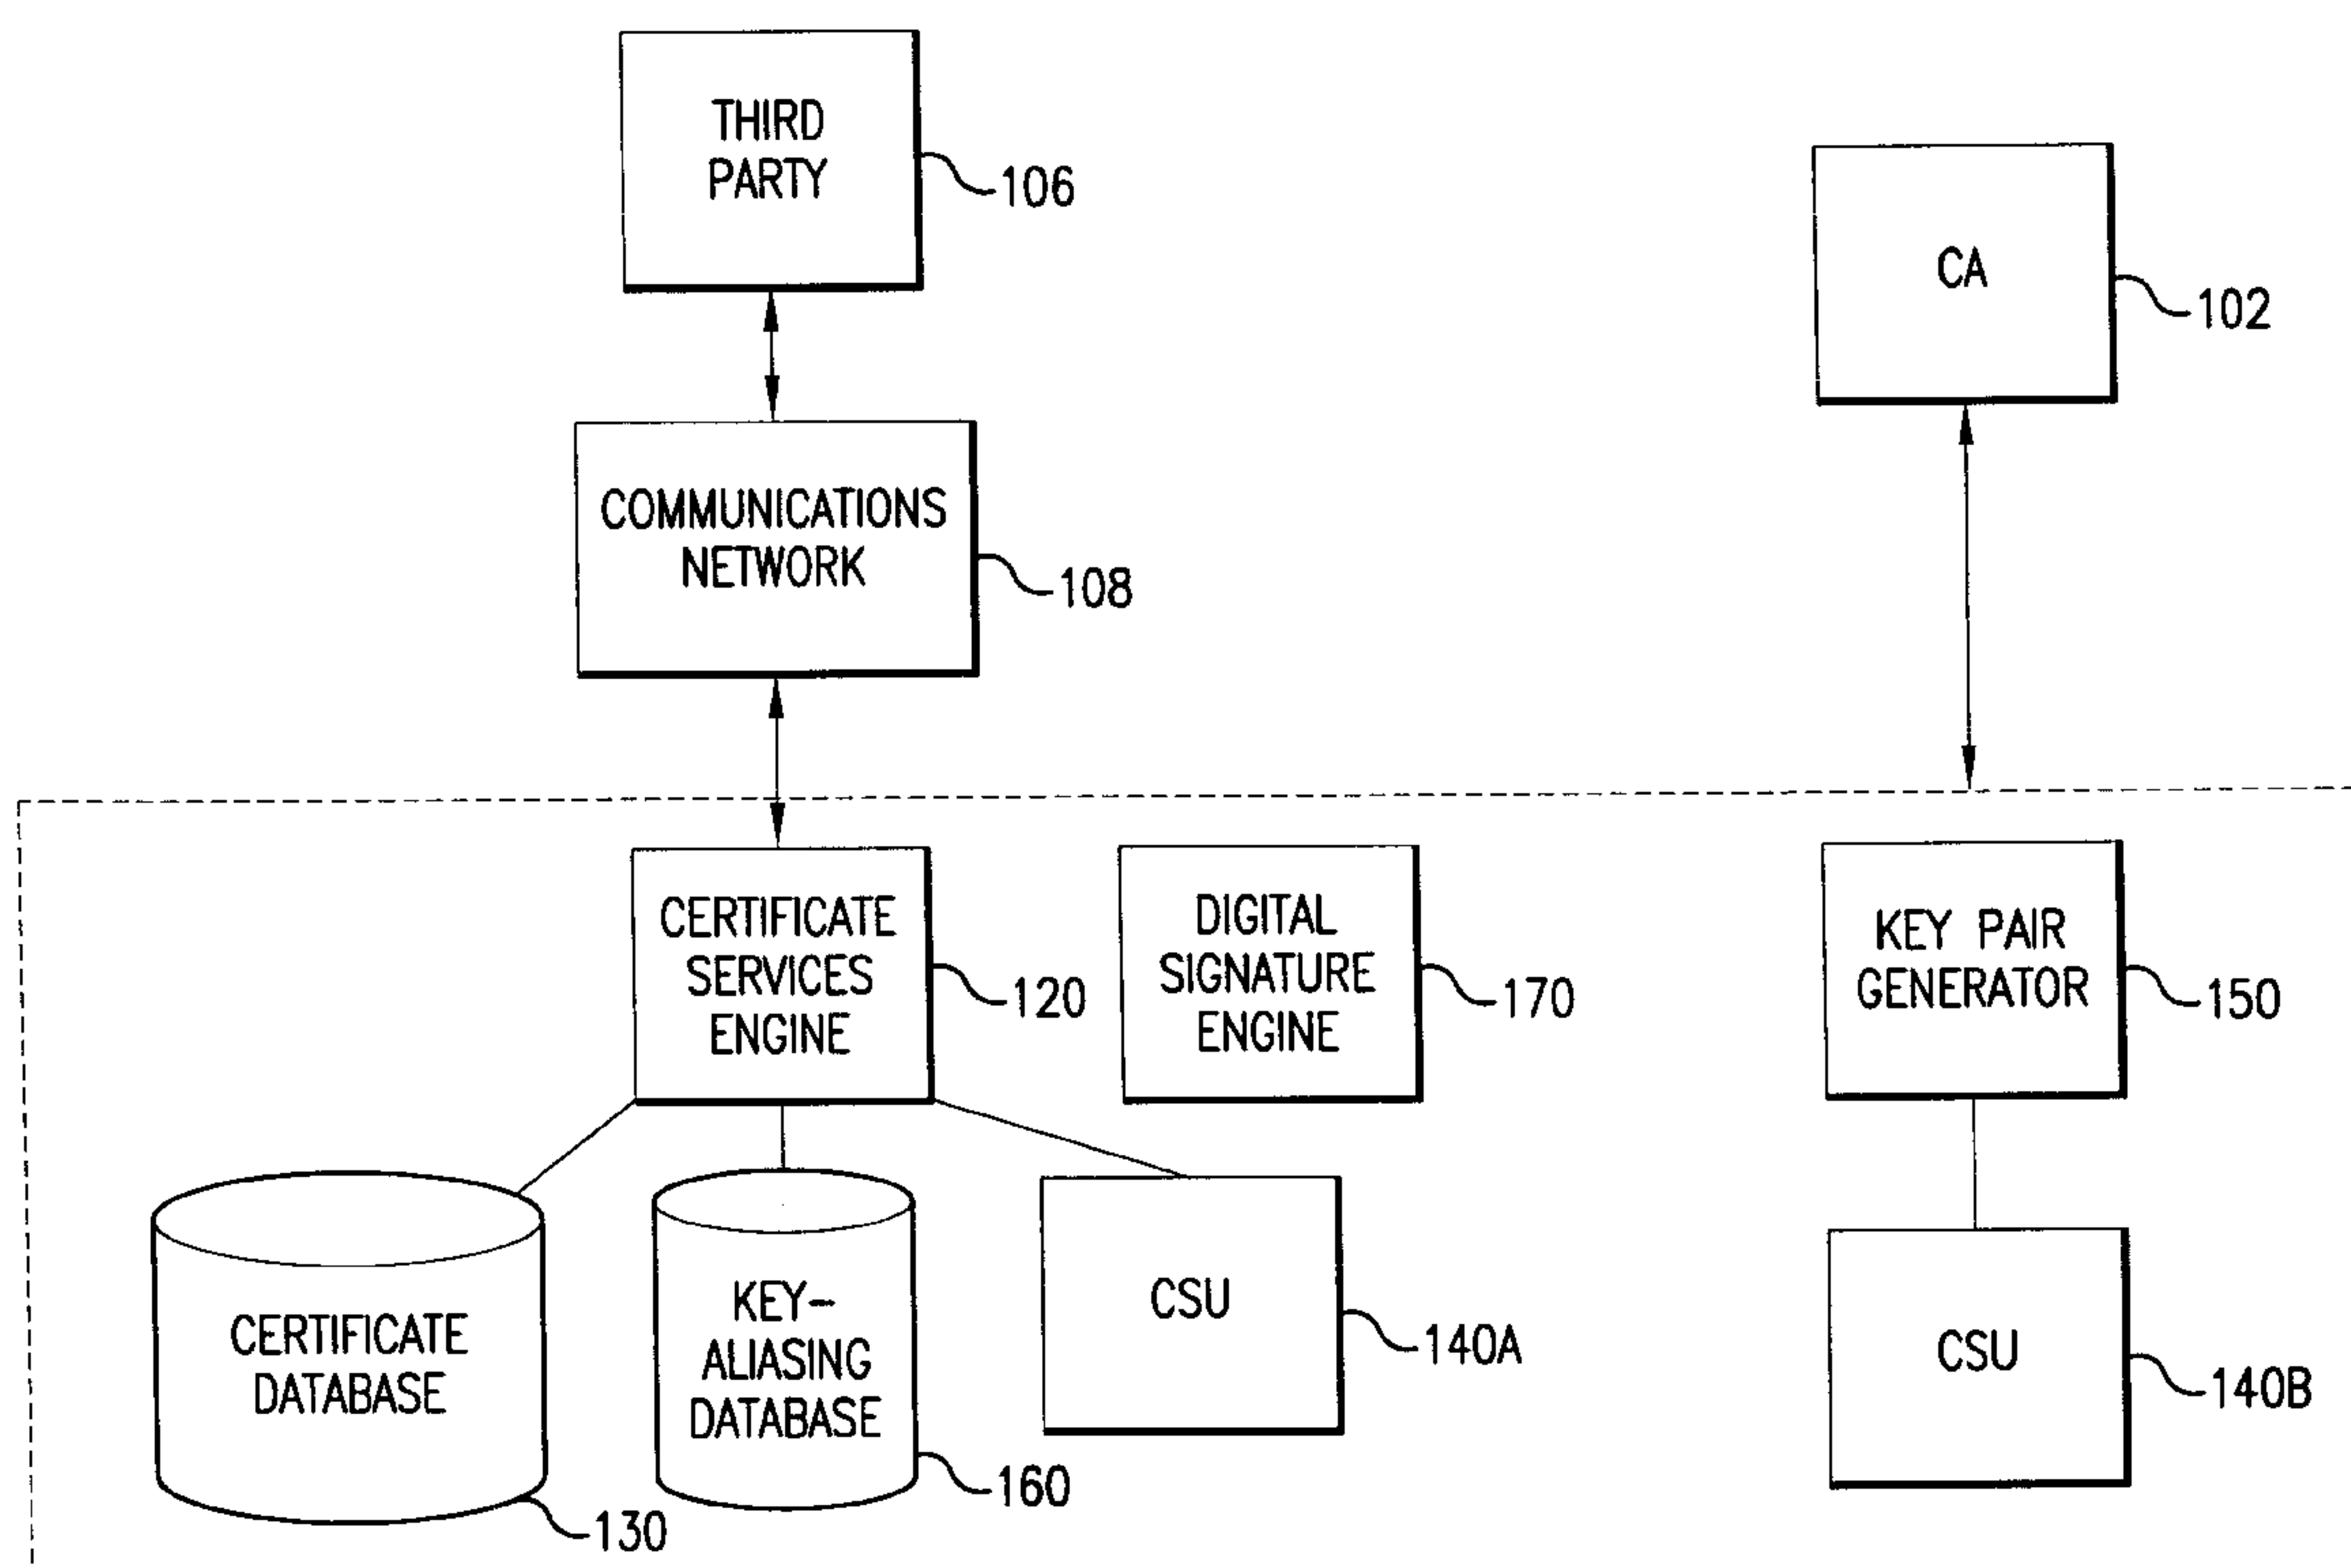 THIRD
PARTY
106
CA
102
COMMUNICATIONS
NETWORK
108
CERTIFICATE
SERVICES
ENGINE
120
DIGITAL
SIGNATURE
ENGINE
170
KEY PAIR
GENERATOR
150
CERTIFICATE
DATABASE
130
KEY-
ALIASING
DATABASE
160
CSU
140A
CSU
140B